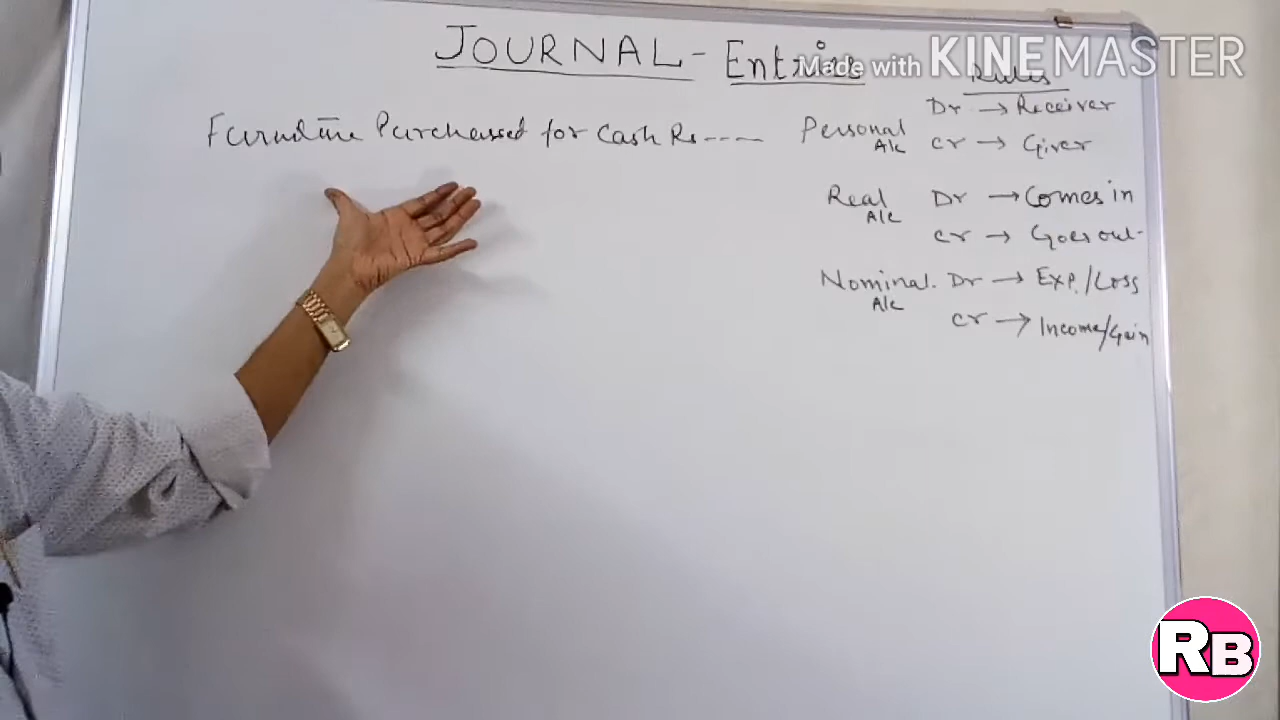 JOURNAL - Entries
Made with KINEMASTER
Rules
Furniture Purchased for Cash Rs ----
Personal A/c Dr → Receiver
Cr → Giver
Real A/c Dr → Comes in
Cr → Goes out
Nominal A/c Dr → Exp./Loss
Cr → Income/Gain
RB